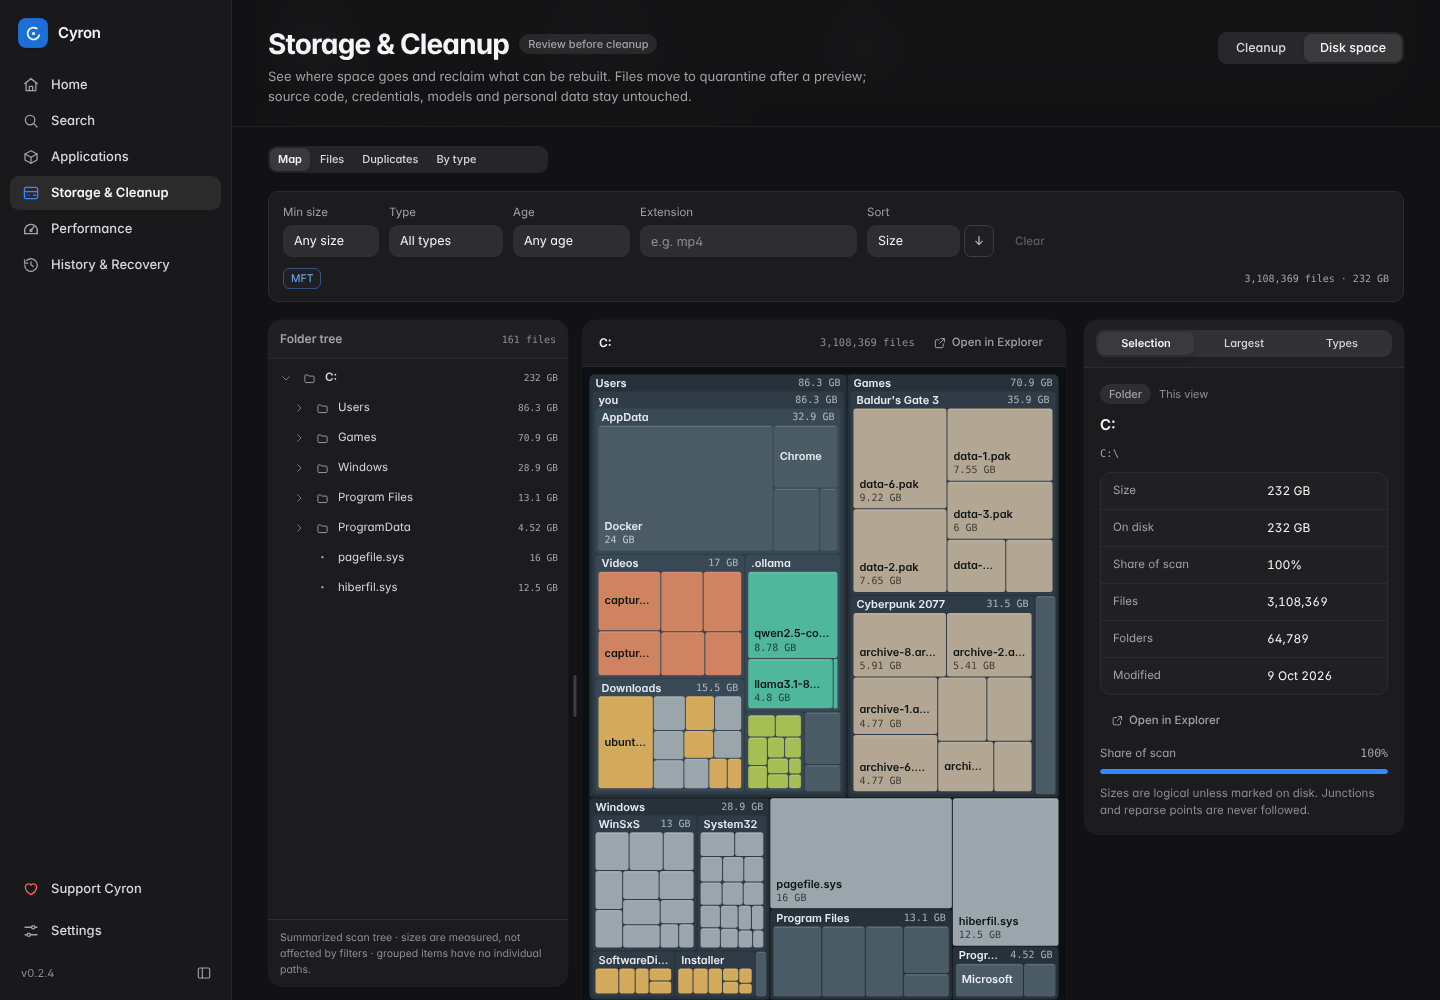 Cyron
Home
Search
Applications
Storage & Cleanup
Performance
History & Recovery
Support Cyron
Settings
v0.2.4
Storage & Cleanup
Review before cleanup
See where space goes and reclaim what can be rebuilt. Files move to quarantine after a preview;
source code, credentials, models and personal data stay untouched.
Cleanup
Disk space
Map
Files
Duplicates
By type
Min size
Type
Age
Extension
Sort
Any size
All types
Any age
e.g. mp4
Size
Clear
MFT
3,108,369 files · 232 GB
Folder tree
161 files
C:
232 GB
Users
86.3 GB
Games
70.9 GB
Windows
28.9 GB
Program Files
13.1 GB
ProgramData
4.52 GB
pagefile.sys
16 GB
hiberfil.sys
12.5 GB
Summarized scan tree · sizes are measured, not
affected by filters · grouped items have no individual
paths.
C:
3,108,369 files
Open in Explorer
Users
86.3 GB
you
86.3 GB
AppData
32.9 GB
Docker
24 GB
Chrome
Videos
17 GB
captur...
captur...
.ollama
qwen2.5-co...
8.78 GB
llama3.1-8...
4.8 GB
Downloads
15.5 GB
ubunt...
Games
70.9 GB
Baldur's Gate 3
35.9 GB
data-6.pak
9.22 GB
data-1.pak
7.55 GB
data-3.pak
6 GB
data-2.pak
7.65 GB
data-...
Cyberpunk 2077
31.5 GB
archive-8.ar...
5.91 GB
archive-2.a...
5.41 GB
archive-1.a...
4.77 GB
archive-6....
4.77 GB
archi...
Windows
28.9 GB
WinSxS
13 GB
System32
SoftwareDi...
Installer
pagefile.sys
16 GB
hiberfil.sys
12.5 GB
Program Files
13.1 GB
Progr...
4.52 GB
Microsoft
Selection
Largest
Types
Folder
This view
C:
C:\
Size
232 GB
On disk
232 GB
Share of scan
100%
Files
3,108,369
Folders
64,789
Modified
9 Oct 2026
Open in Explorer
Share of scan
100%
Sizes are logical unless marked on disk. Junctions
and reparse points are never followed.